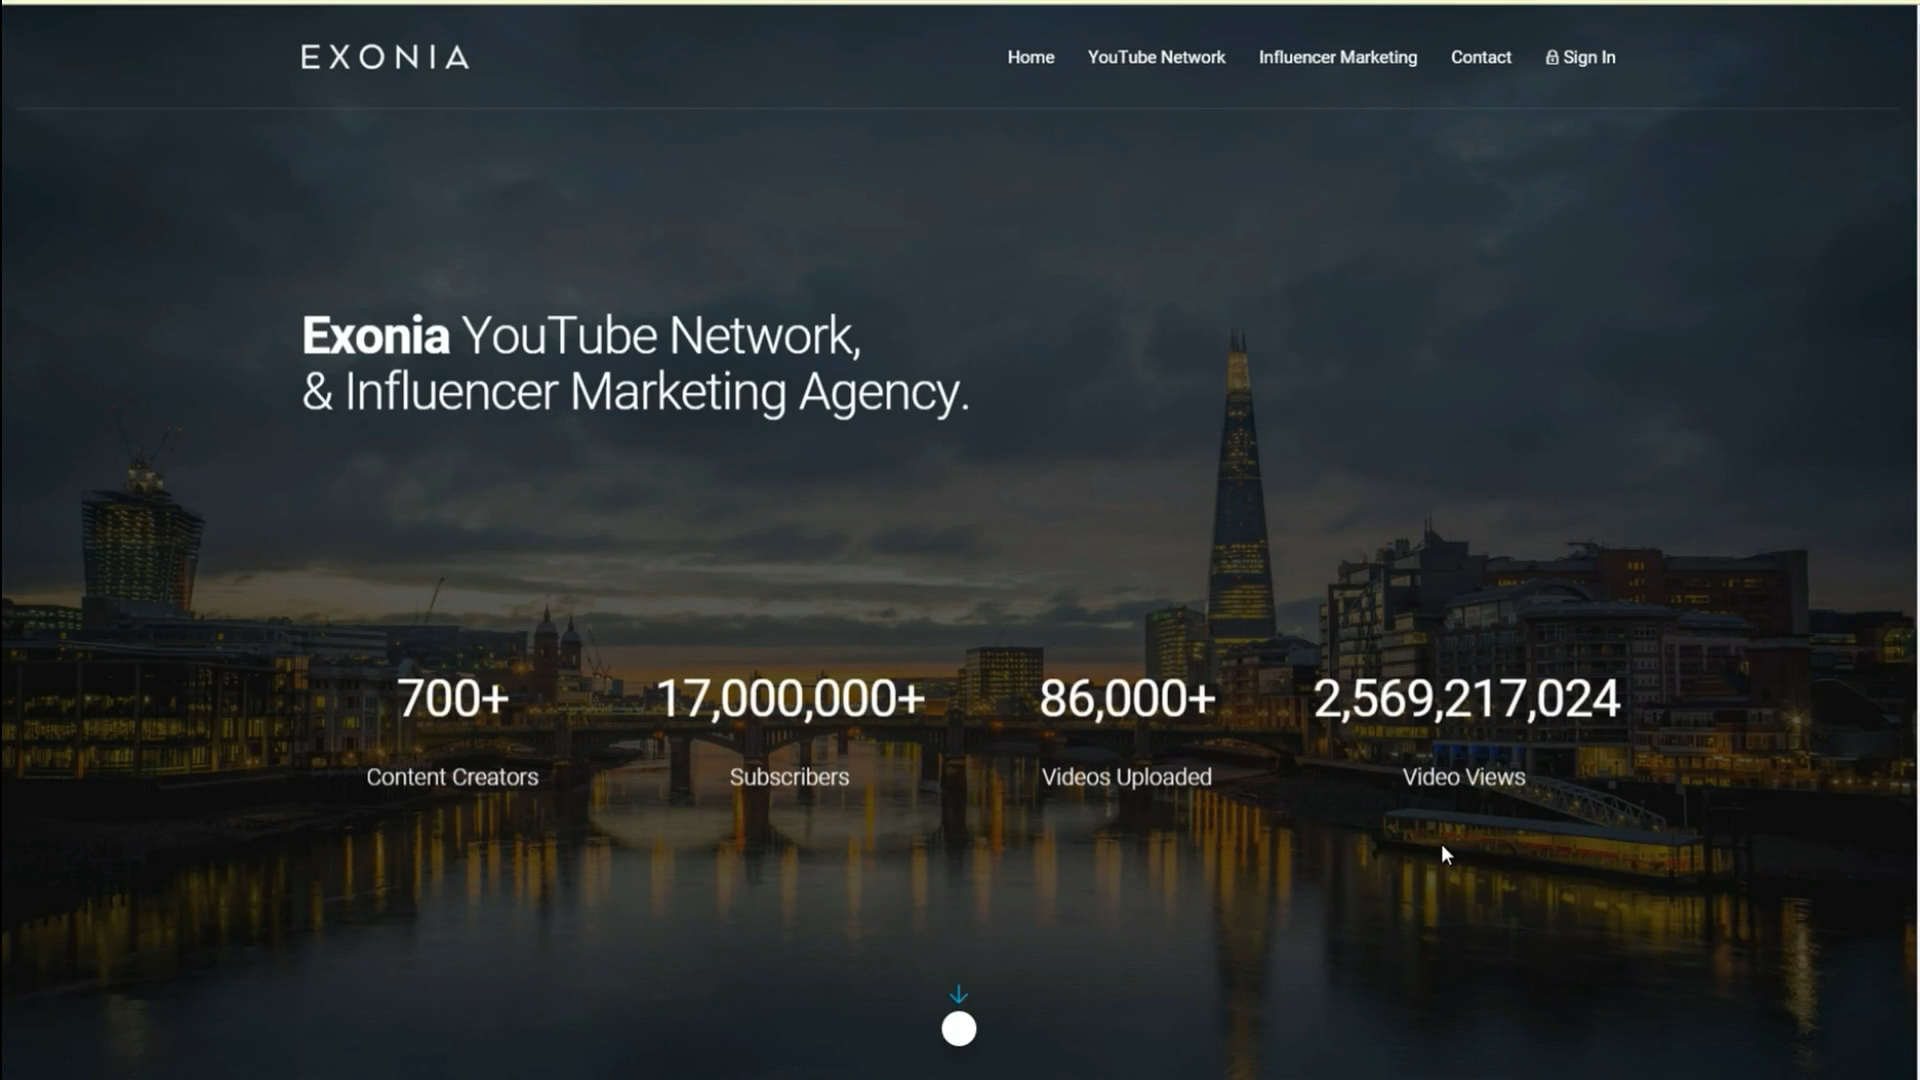 EXONIA
Home
YouTube Network
Influencer Marketing
Contact
Sign In
Exonia YouTube Network,
& Influencer Marketing Agency.
700+
17,000,000+
86,000+
2,569,217,024
Content Creators
Subscribers
Videos Uploaded
Video Views